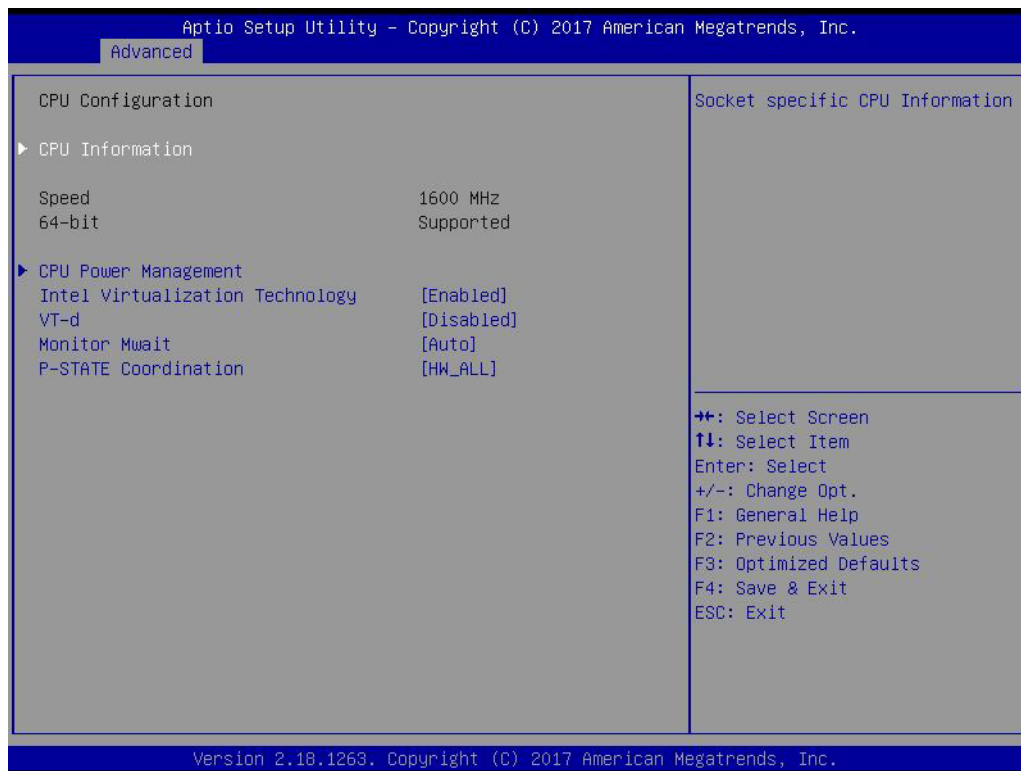 Aptio Setup Utility – Copyright (C) 2017 American Megatrends, Inc.
Advanced
CPU Configuration
Socket specific CPU Information
▶ CPU Information
Speed 1600 MHz
64-bit Supported
▶ CPU Power Management
Intel Virtualization Technology [Enabled]
VT-d [Disabled]
Monitor Mwait [Auto]
P-STATE Coordination [HW_ALL]
→←: Select Screen
↑↓: Select Item
Enter: Select
+/-: Change Opt.
F1: General Help
F2: Previous Values
F3: Optimized Defaults
F4: Save & Exit
ESC: Exit
Version 2.18.1263. Copyright (C) 2017 American Megatrends, Inc.